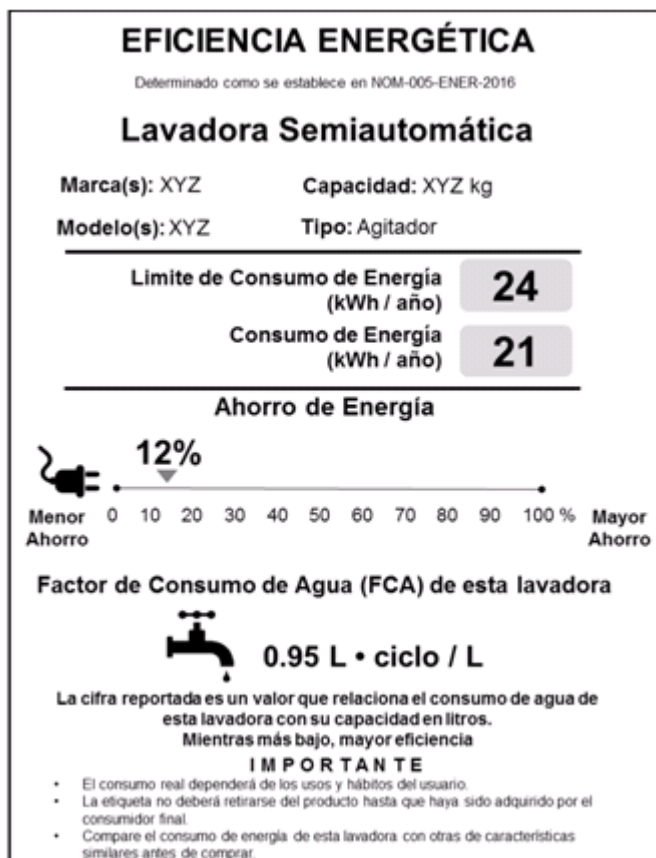 EFICIENCIA ENERGÉTICA
Determinado como se establece en NOM-005-ENER-2016
Lavadora Semiautomática
Marca(s): XYZ Capacidad: XYZ kg
Modelo(s): XYZ Tipo: Agitador
Limite de Consumo de Energía
(kWh / año) 24
Consumo de Energía
(kWh / año) 21
Ahorro de Energía
12%
Menor Ahorro 0 10 20 30 40 50 60 70 80 90 100 % Mayor Ahorro
Factor de Consumo de Agua (FCA) de esta lavadora
0.95 L • ciclo / L
La cifra reportada es un valor que relaciona el consumo de agua de
esta lavadora con su capacidad en litros.
Mientras más bajo, mayor eficiencia
IMPORTANTE
• El consumo real dependerá de los usos y hábitos del usuario.
• La etiqueta no deberá retirarse del producto hasta que haya sido adquirido por el
consumidor final.
• Compare el consumo de energía de esta lavadora con otras de características
similares antes de comprar.